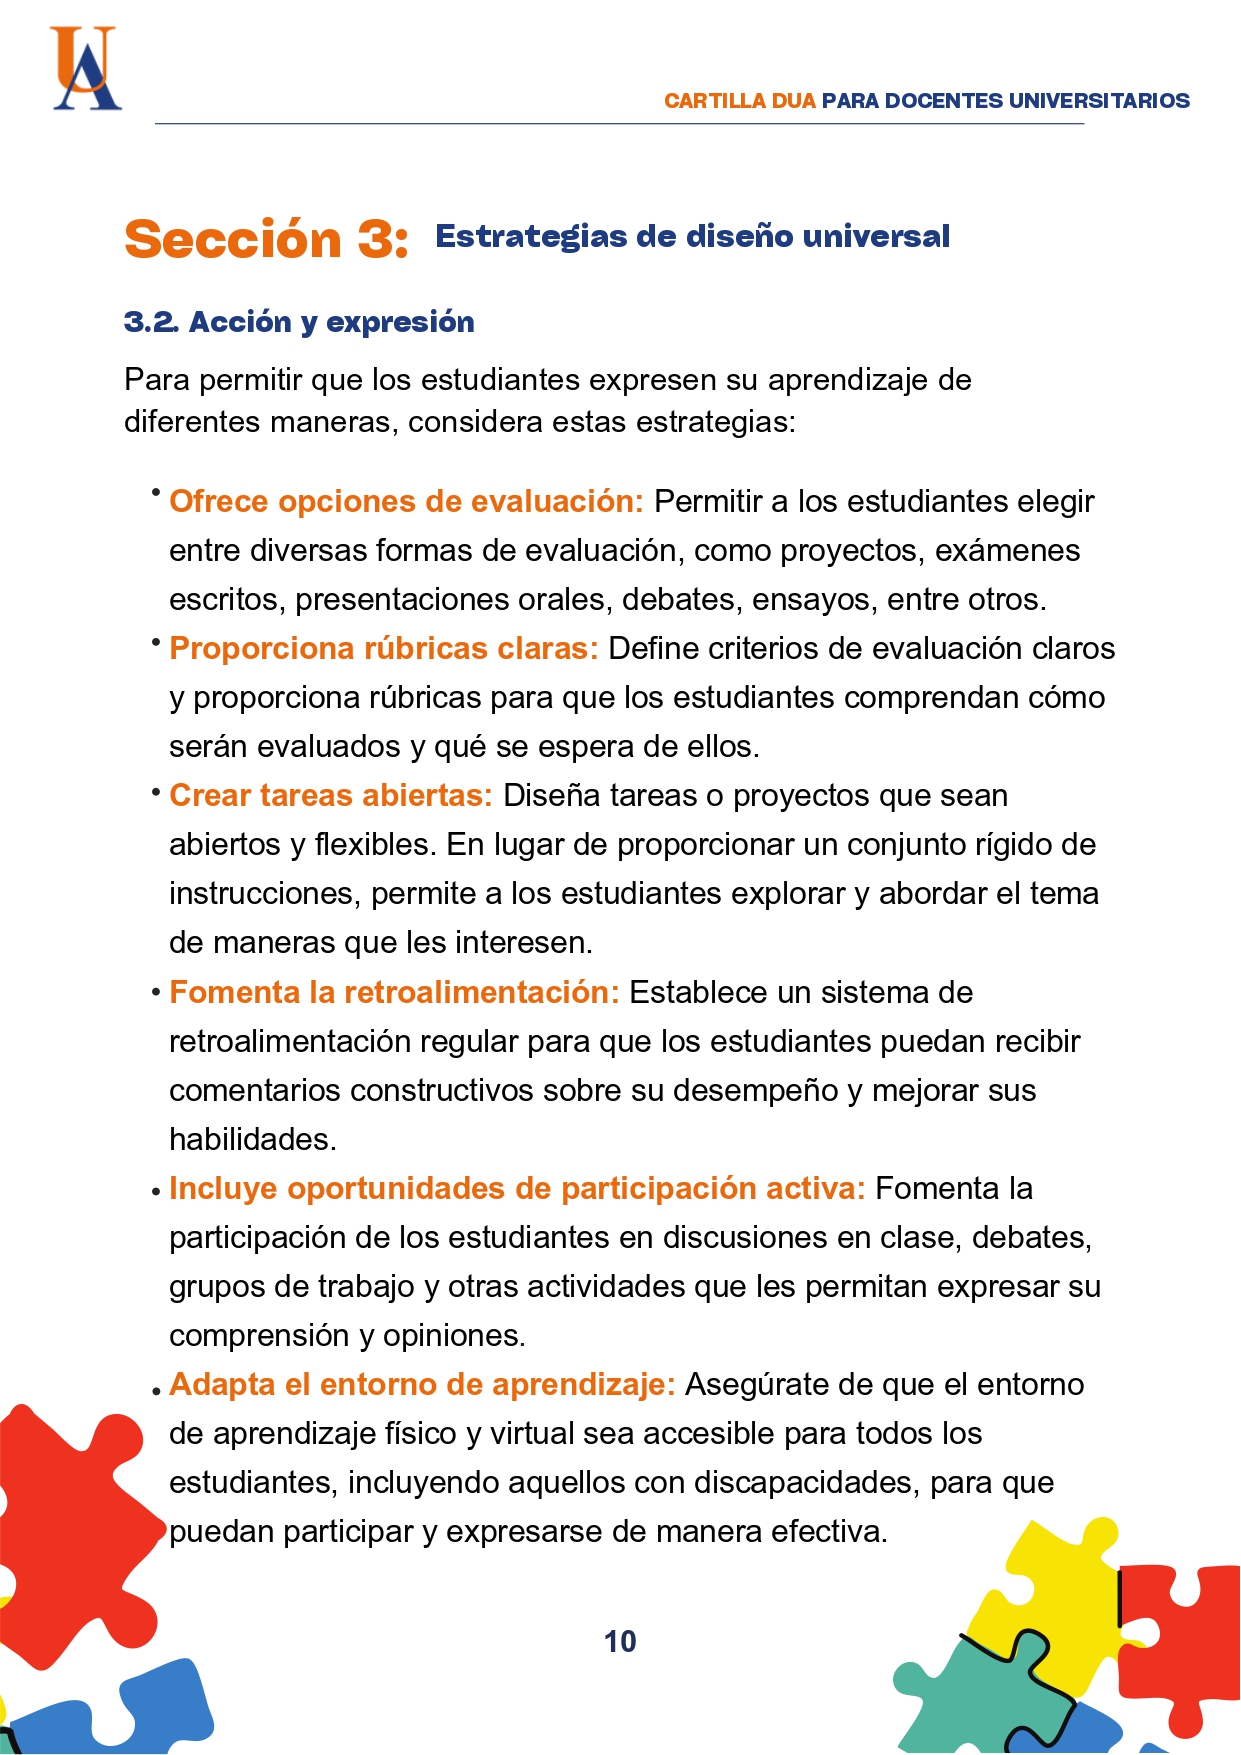 UA
CARTILLA DUA PARA DOCENTES UNIVERSITARIOS
Sección 3: Estrategias de diseño universal
3.2. Acción y expresión
Para permitir que los estudiantes expresen su aprendizaje de
diferentes maneras, considera estas estrategias:
• Ofrece opciones de evaluación: Permitir a los estudiantes elegir
entre diversas formas de evaluación, como proyectos, exámenes
escritos, presentaciones orales, debates, ensayos, entre otros.
• Proporciona rúbricas claras: Define criterios de evaluación claros
y proporciona rúbricas para que los estudiantes comprendan cómo
serán evaluados y qué se espera de ellos.
• Crear tareas abiertas: Diseña tareas o proyectos que sean
abiertos y flexibles. En lugar de proporcionar un conjunto rígido de
instrucciones, permite a los estudiantes explorar y abordar el tema
de maneras que les interesen.
• Fomenta la retroalimentación: Establece un sistema de
retroalimentación regular para que los estudiantes puedan recibir
comentarios constructivos sobre su desempeño y mejorar sus
habilidades.
• Incluye oportunidades de participación activa: Fomenta la
participación de los estudiantes en discusiones en clase, debates,
grupos de trabajo y otras actividades que les permitan expresar su
comprensión y opiniones.
• Adapta el entorno de aprendizaje: Asegúrate de que el entorno
de aprendizaje físico y virtual sea accesible para todos los
estudiantes, incluyendo aquellos con discapacidades, para que
puedan participar y expresarse de manera efectiva.
10